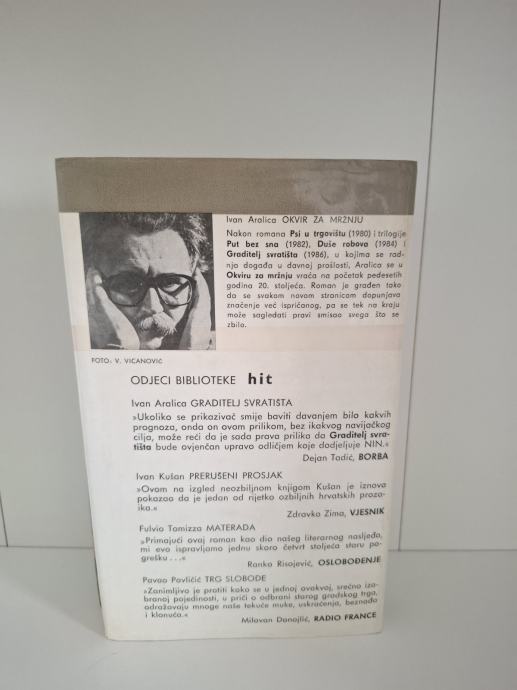 Ivan Aralica OKVIR ZA MRŽNJU
Nakon romana Psi u trgovištu (1980) i trilogije
Put bez sna (1982), Duše robova (1984) i
Graditelj svratišta (1986), u kojima se rad-
nja događa u davnoj prošlosti, Aralica se u
Okviru za mržnju vraća na početak pedesetih
godina 20. stoljeća. Roman je građen tako
da se svakom novom stranicom dopunjava
značenje već ispričanog, pa se tek na kraju
može sagledati pravi smisao svega što se
zbilo.
FOTO: V. VICANOVIĆ
ODJECI BIBLIOTEKE hit
Ivan Aralica GRADITELJ SVRATIŠTA
»Ukoliko se prikazivač smije baviti davanjem bilo kakvih
prognoza, onda on ovom prilikom, bez ikakvog navijačkog
cilja, može reći da je sada prava prilika da Graditelj svra-
tišta bude ovjenčan upravo odličjem koje dodjeljuje NIN.«
Dejan Tadić, BORBA
Ivan Kušan PRERUŠENI PROSJAK
»Ovom na izgled neozbiljnom knjigom Kušan je iznova
pokazao da je jedan od rijetko ozbiljnih hrvatskih proza-
ika.«
Zdravko Zima, VJESNIK
Fulvio Tomizza MATERADA
»Primajući ovaj roman kao dio našeg literarnog nasljeđa,
mi evo ispravljamo jednu skoro četvrt stoljeća staru po-
grešku . . .«
Ranko Risojević, OSLOBOĐENJE
Pavao Pavličić TRG SLOBODE
»Zanimljivo je pratiti kako se u jednoj ovakvoj, srećno iza-
branoj pojedinosti, u priči o odbrani starog gradskog trga,
odražavaju mnoge naše tekuće muke, uskraćenja, beznađa
i klonuća.«
Milovan Danojlić, RADIO FRANCE